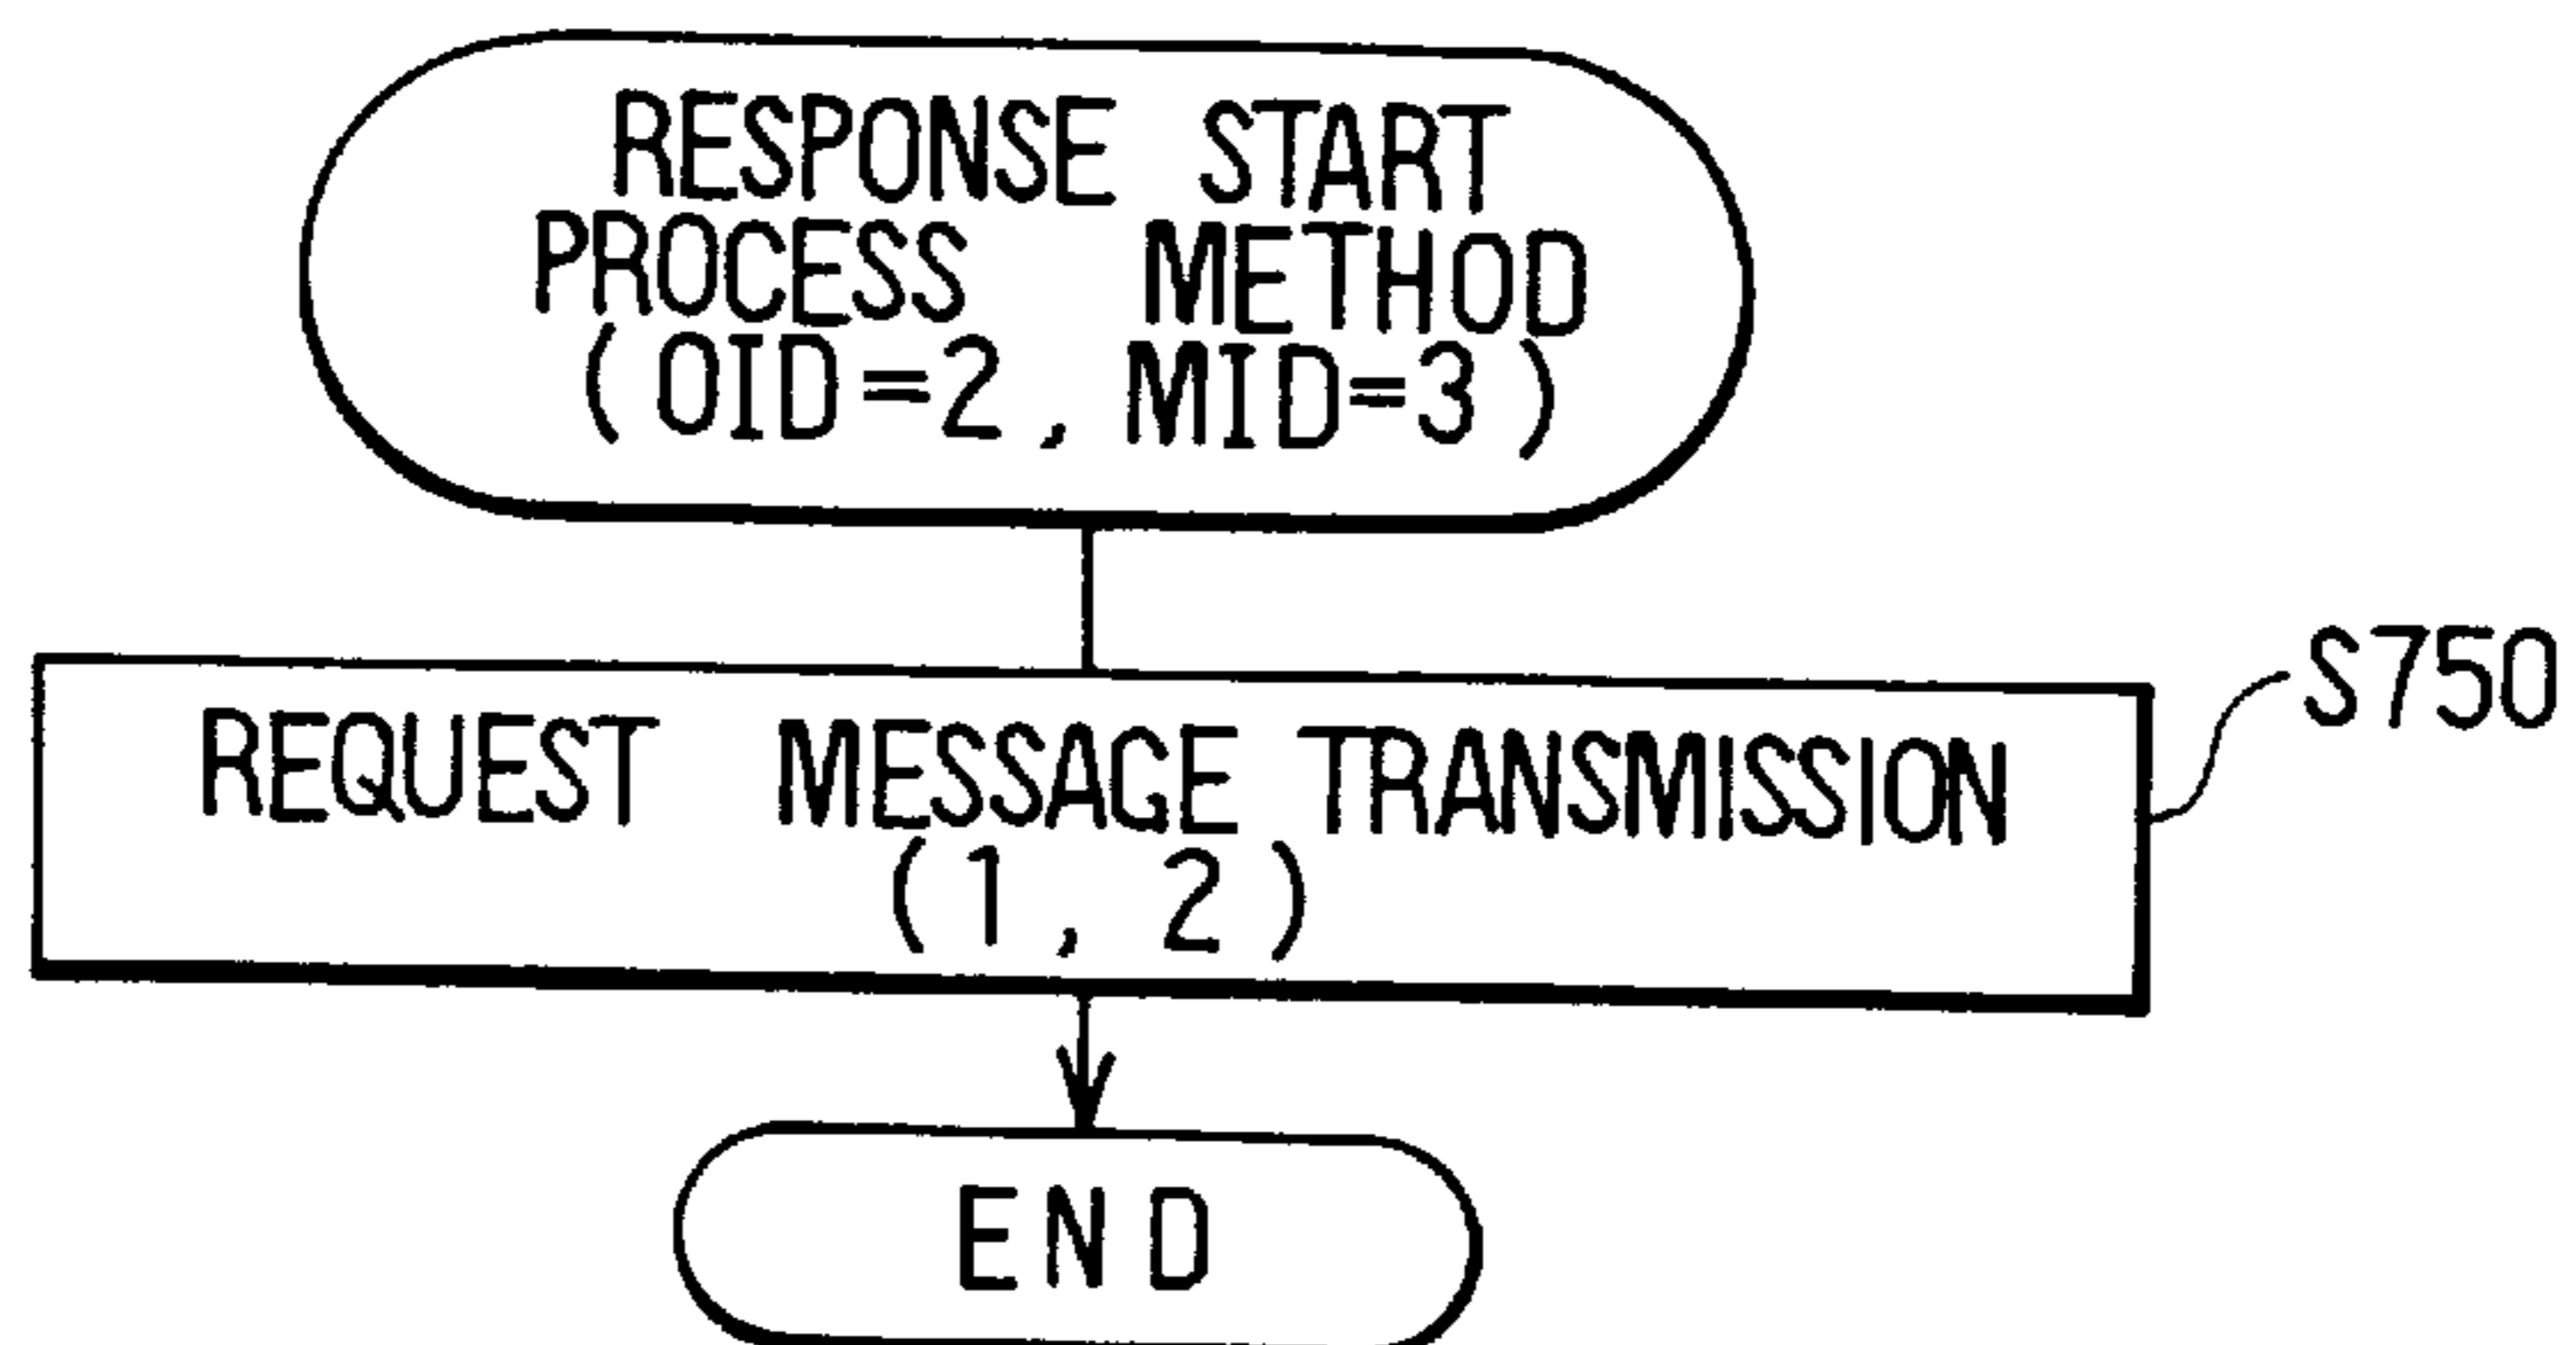 RESPONSE START
PROCESS METHOD
(OID=2, MID=3)
S750
REQUEST MESSAGE TRANSMISSION
(1, 2)
END